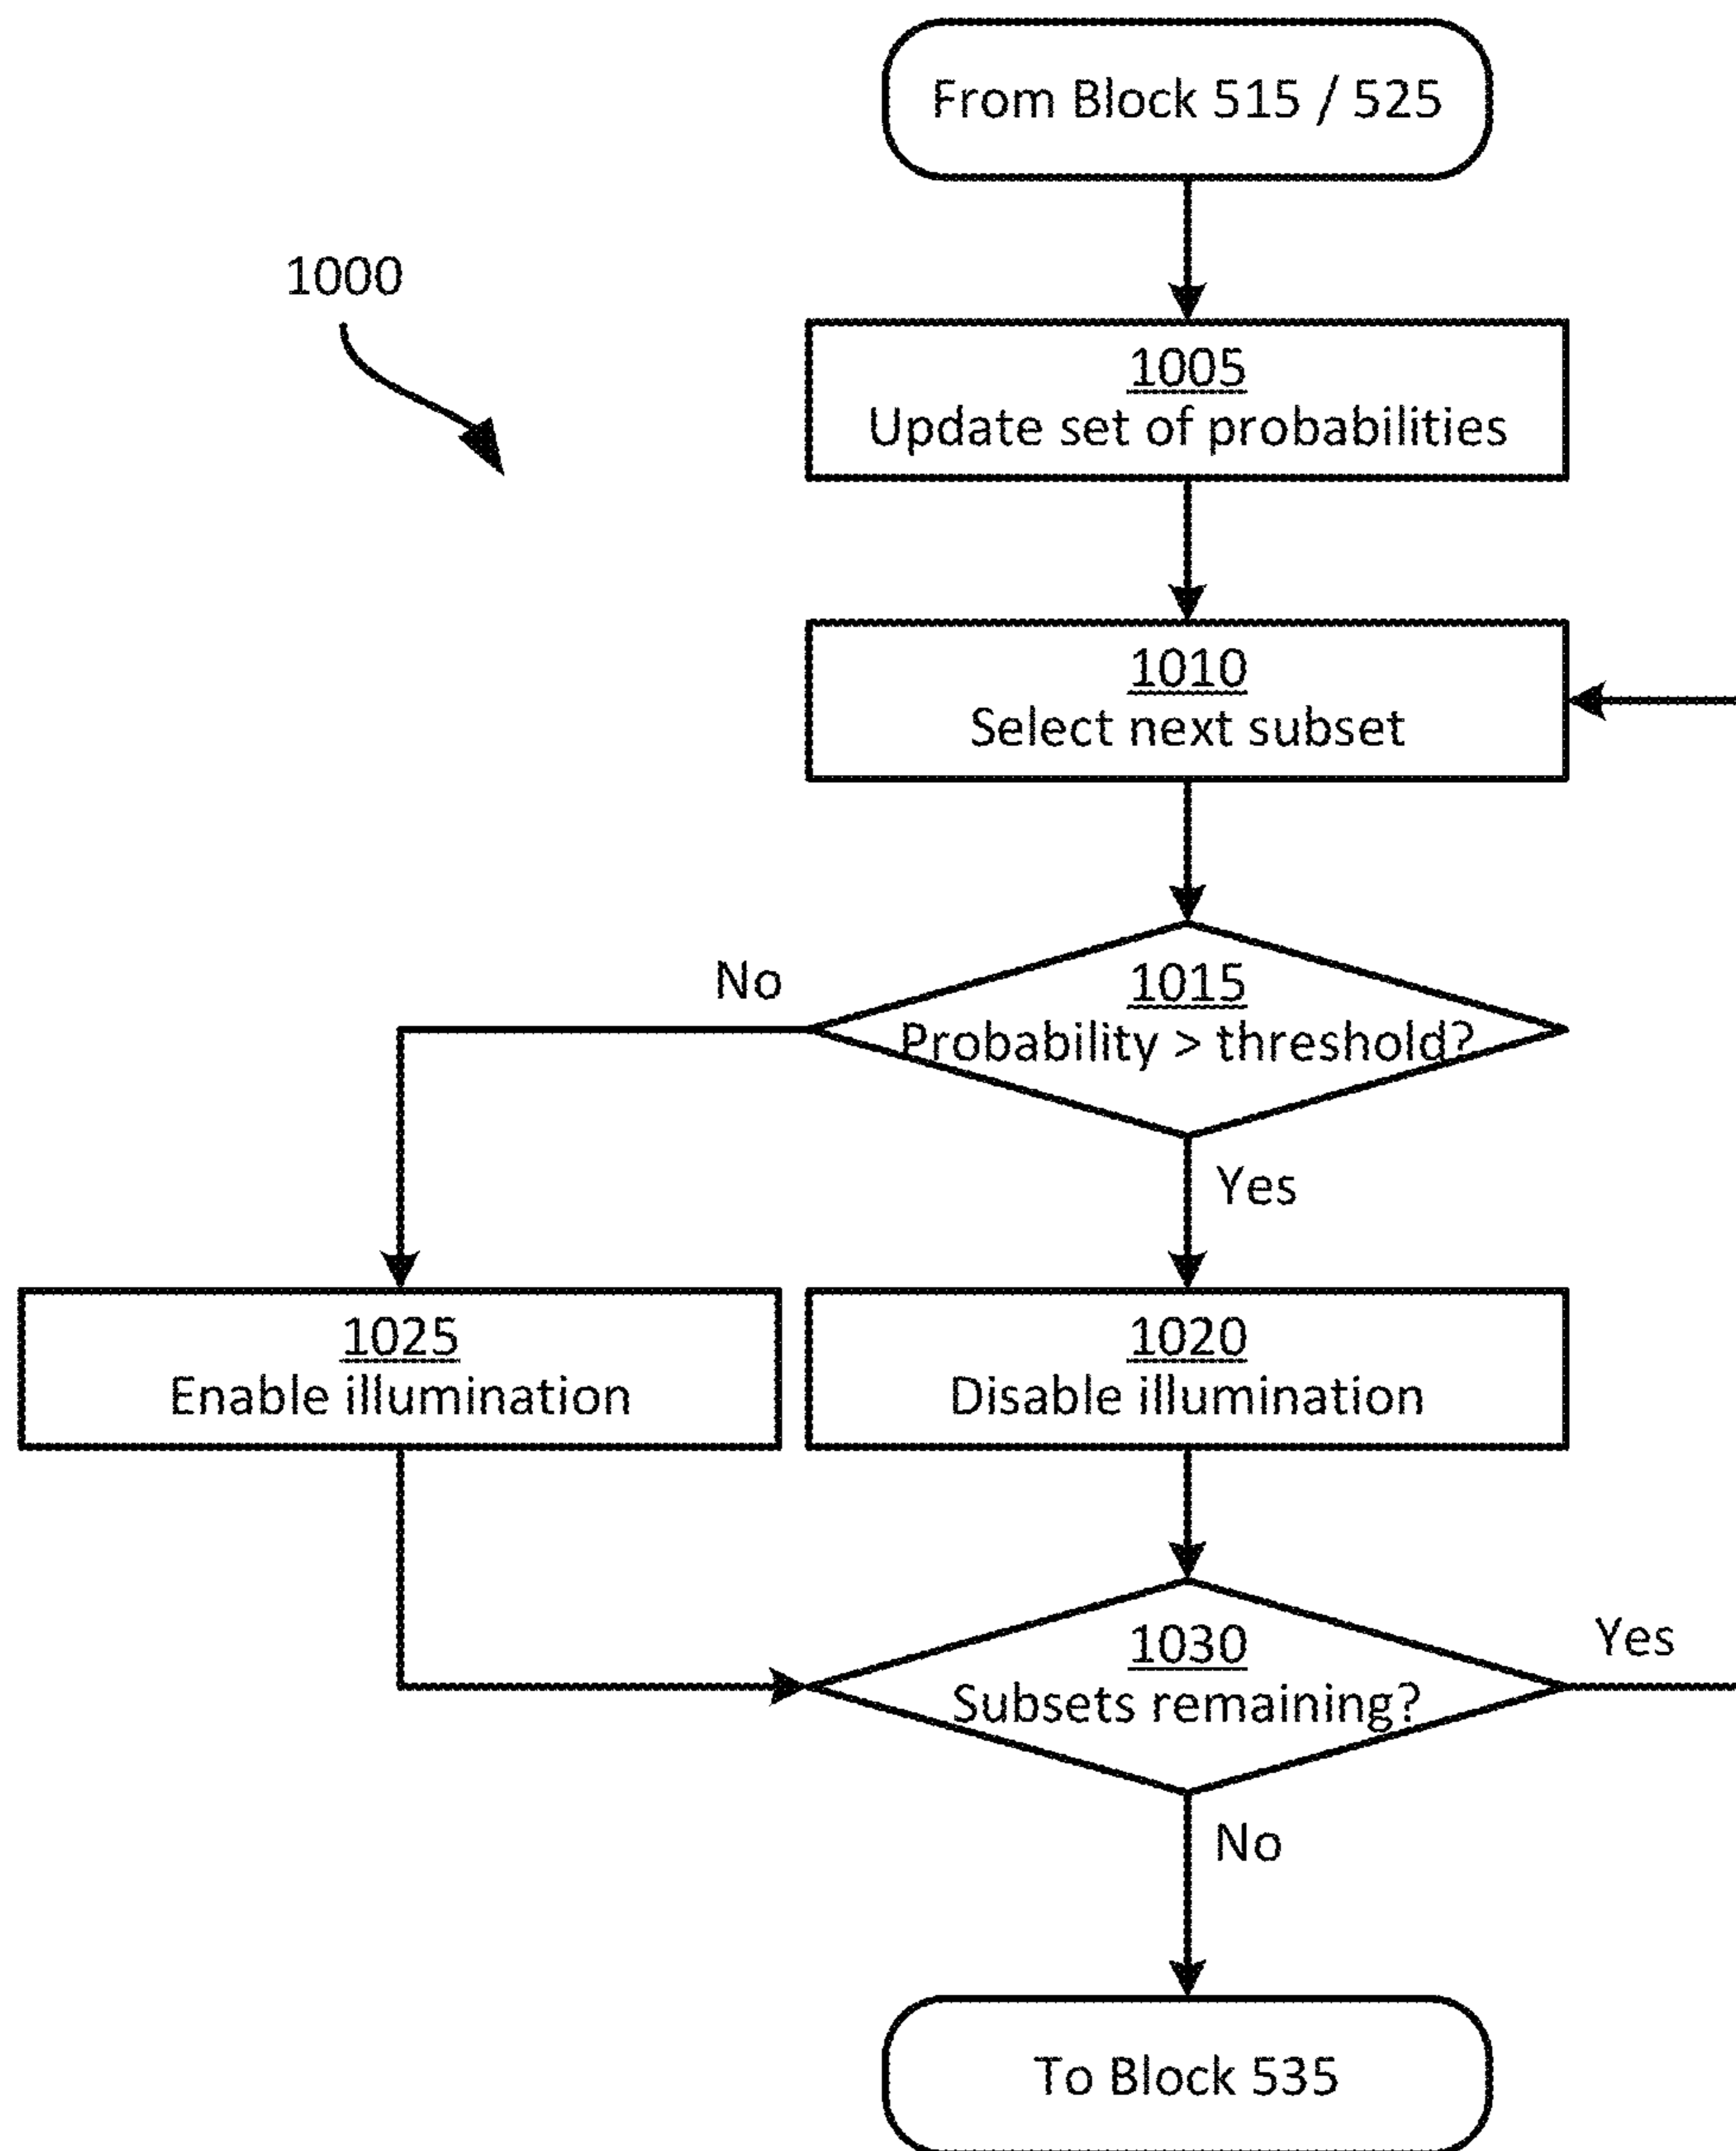 From Block 515 / 525
1000
1005
Update set of probabilities
1010
Select next subset
No
1015
Probability > threshold?
Yes
1025
Enable illumination
1020
Disable illumination
1030
Subsets remaining?
Yes
No
To Block 535